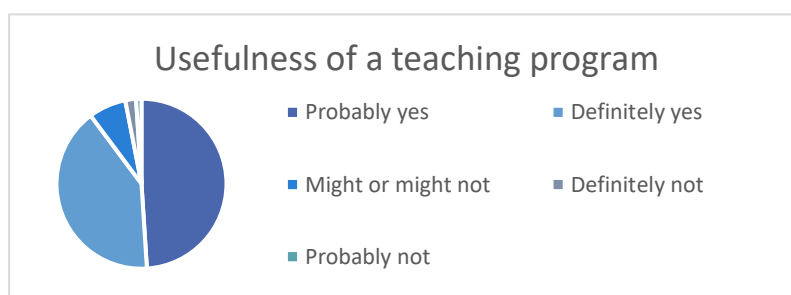 Usefulness of a teaching program
Probably yes
Definitely yes
Might or might not
Definitely not
Probably not